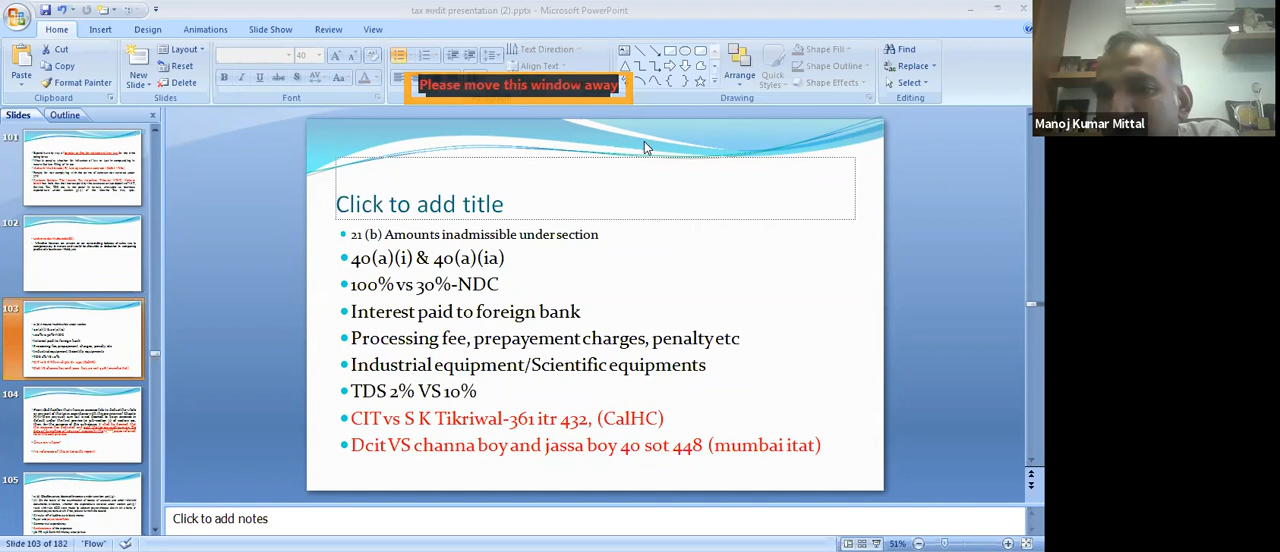 tax audit presentation (2).pptx - Microsoft PowerPoint
Home Insert Design Animations Slide Show Review View
Cut
Copy
Format Painter
Paste
Clipboard
New
Slide
Layout
Reset
Delete
Slides
40
Font
Text Direction
Align Text
Please move this window away
Arrange
Quick
Styles
Shape Fill
Shape Outline
Shape Effects
Drawing
Find
Replace
Select
Editing
Manoj Kumar Mittal
Slides Outline
101
102
103
104
105
Click to add title
21 (b) Amounts inadmissible under section
40(a)(i) & 40(a)(ia)
100% vs 30%-NDC
Interest paid to foreign bank
Processing fee, prepayement charges, penalty etc
Industrial equipment/Scientific equipments
TDS 2% VS 10%
CIT vs S K Tikriwal-361 itr 432, (CalHC)
Dcit VS channa boy and jassa boy 40 sot 448 (mumbai itat)
Click to add notes
Slide 103 of 182 "Flow" 51%